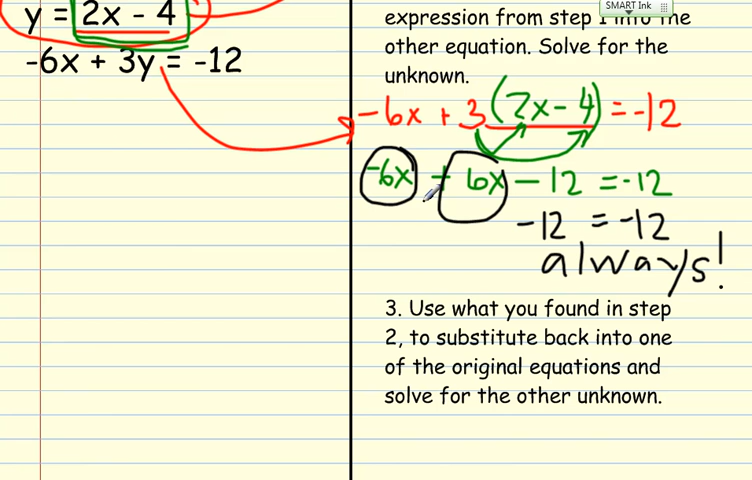 y = 2x - 4
-6x + 3y = -12
SMART Ink
expression from step 1 into the
other equation. Solve for the
unknown.
-6x + 3(2x - 4) = -12
-6x + 6x - 12 = -12
-12 = -12
always!
3. Use what you found in step
2, to substitute back into one
of the original equations and
solve for the other unknown.